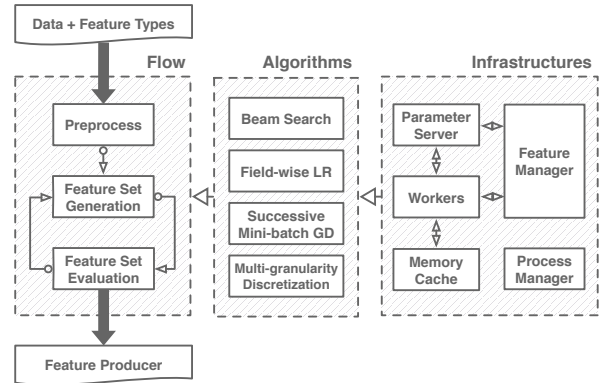 Data + Feature Types
Flow
Preprocess
Feature Set
Generation
Feature Set
Evaluation
Feature Producer
Algorithms
Beam Search
Field-wise LR
Successive
Mini-batch GD
Multi-granularity
Discretization
Infrastructures
Parameter
Server
Workers
Memory
Cache
Feature
Manager
Process
Manager